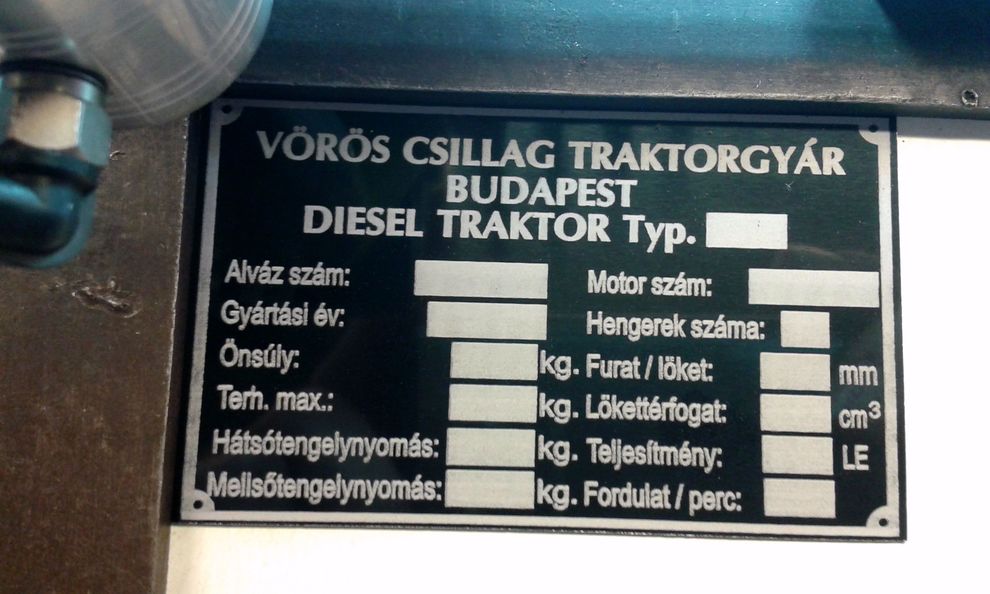 VÖRÖS CSILLAG TRAKTORGYÁR
BUDAPEST
DIESEL TRAKTOR Typ.
Alváz szám:
Motor szám:
Gyártási év:
Hengerek száma:
Önsúly: kg.
Furat / löket: mm
Terh. max.: kg.
Lökettérfogat: cm³
Hátsótengelynyomás: kg.
Teljesítmény: LE
Mellsőtengelynyomás: kg.
Fordulat / perc: